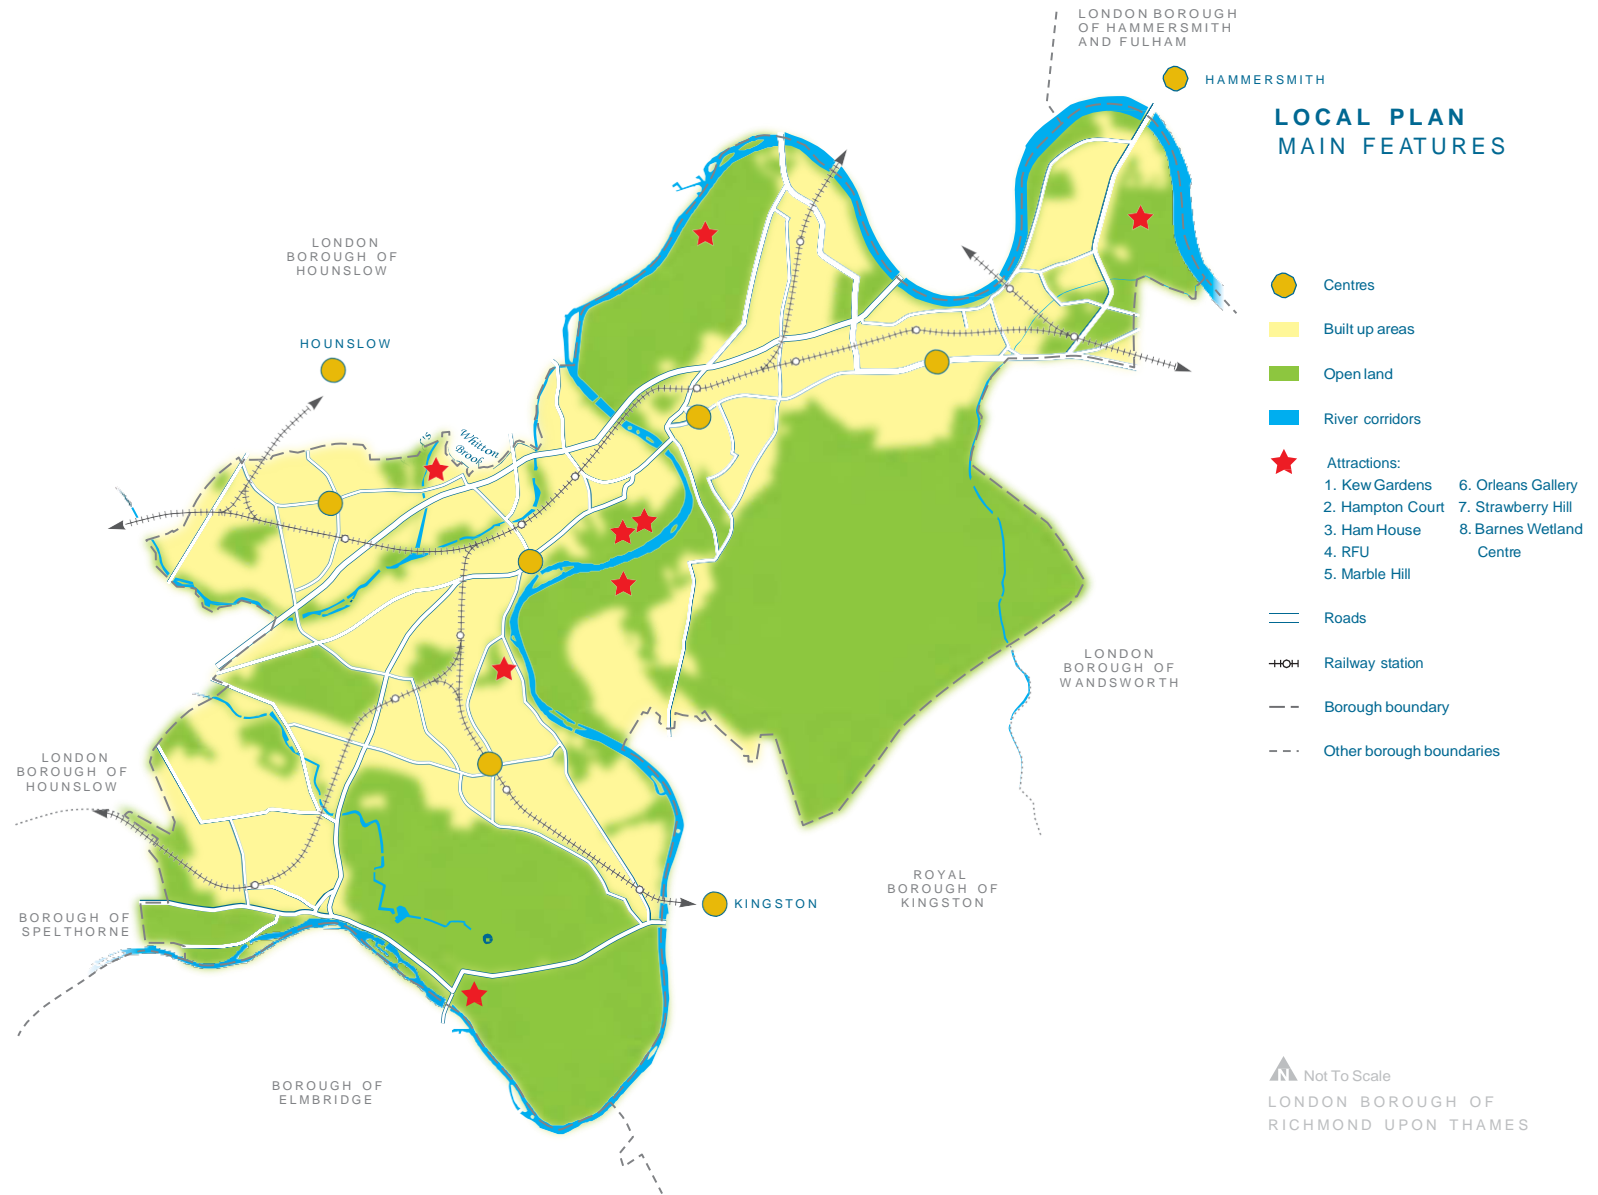 LONDON BOROUGH
OF HAMMERSMITH
AND FULHAM
HAMMERSMITH
LOCAL PLAN
MAIN FEATURES
LONDON
BOROUGH OF
HOUNSLOW
HOUNSLOW
Whitton
Brook
Centres
Built up areas
Open land
River corridors
Attractions:
1. Kew Gardens
2. Hampton Court
3. Ham House
4. RFU
5. Marble Hill
6. Orleans Gallery
7. Strawberry Hill
8. Barnes Wetland
Centre
Roads
Railway station
Borough boundary
Other borough boundaries
LONDON
BOROUGH OF
WANDSWORTH
LONDON
BOROUGH OF
HOUNSLOW
ROYAL
BOROUGH OF
KINGSTON
KINGSTON
BOROUGH OF
SPELTHORNE
BOROUGH OF
ELMBRIDGE
N Not To Scale
LONDON BOROUGH OF
RICHMOND UPON THAMES